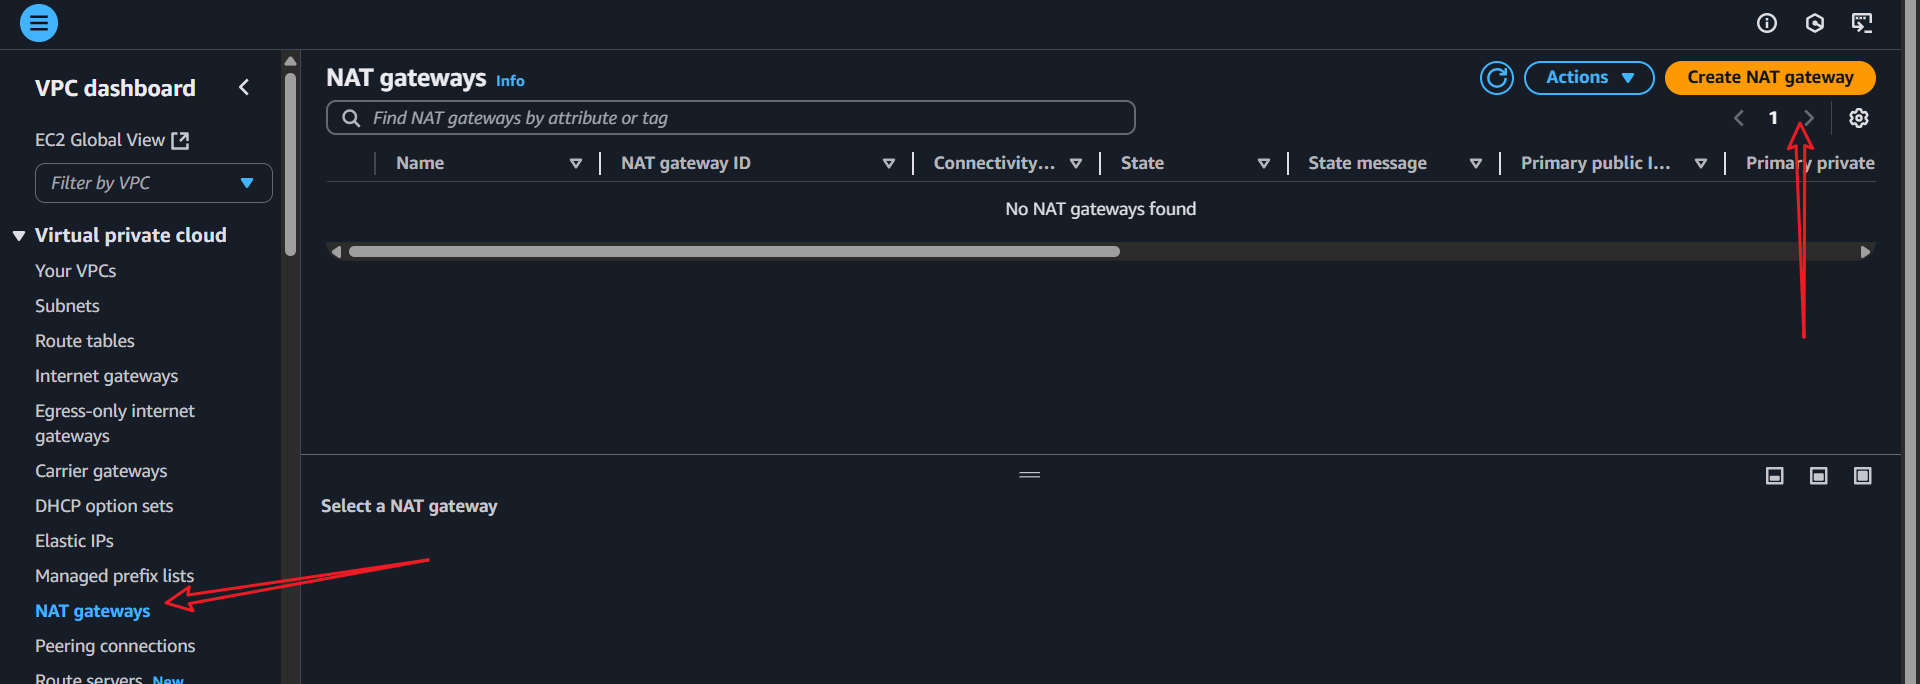 VPC dashboard
EC2 Global View
Filter by VPC
Virtual private cloud
Your VPCs
Subnets
Route tables
Internet gateways
Egress-only internet
gateways
Carrier gateways
DHCP option sets
Elastic IPs
Managed prefix lists
NAT gateways
Peering connections
Route servers New
NAT gateways Info
Actions
Create NAT gateway
Find NAT gateways by attribute or tag
1
Name NAT gateway ID Connectivity... State State message Primary public I... Primary private
No NAT gateways found
Select a NAT gateway